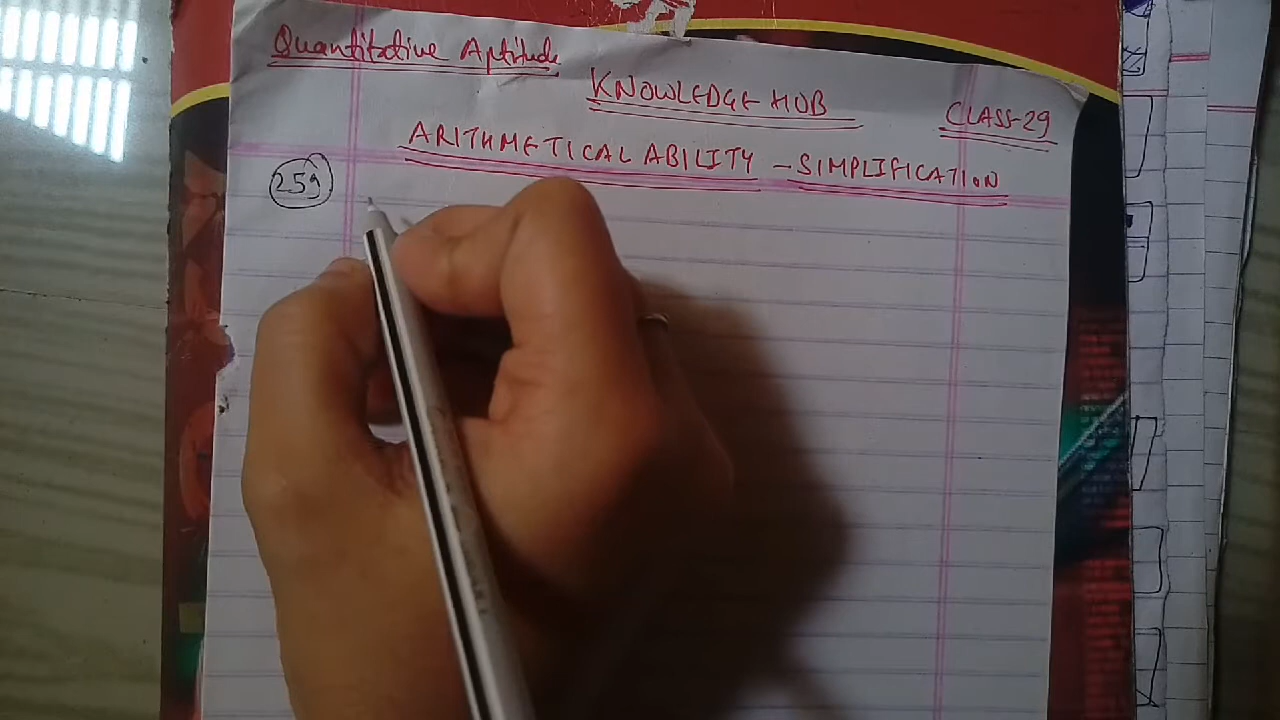 Quantitative Aptitude
KNOWLEDGE HUB
CLASS-29
ARITHMETICAL ABILITY - SIMPLIFICATION
259